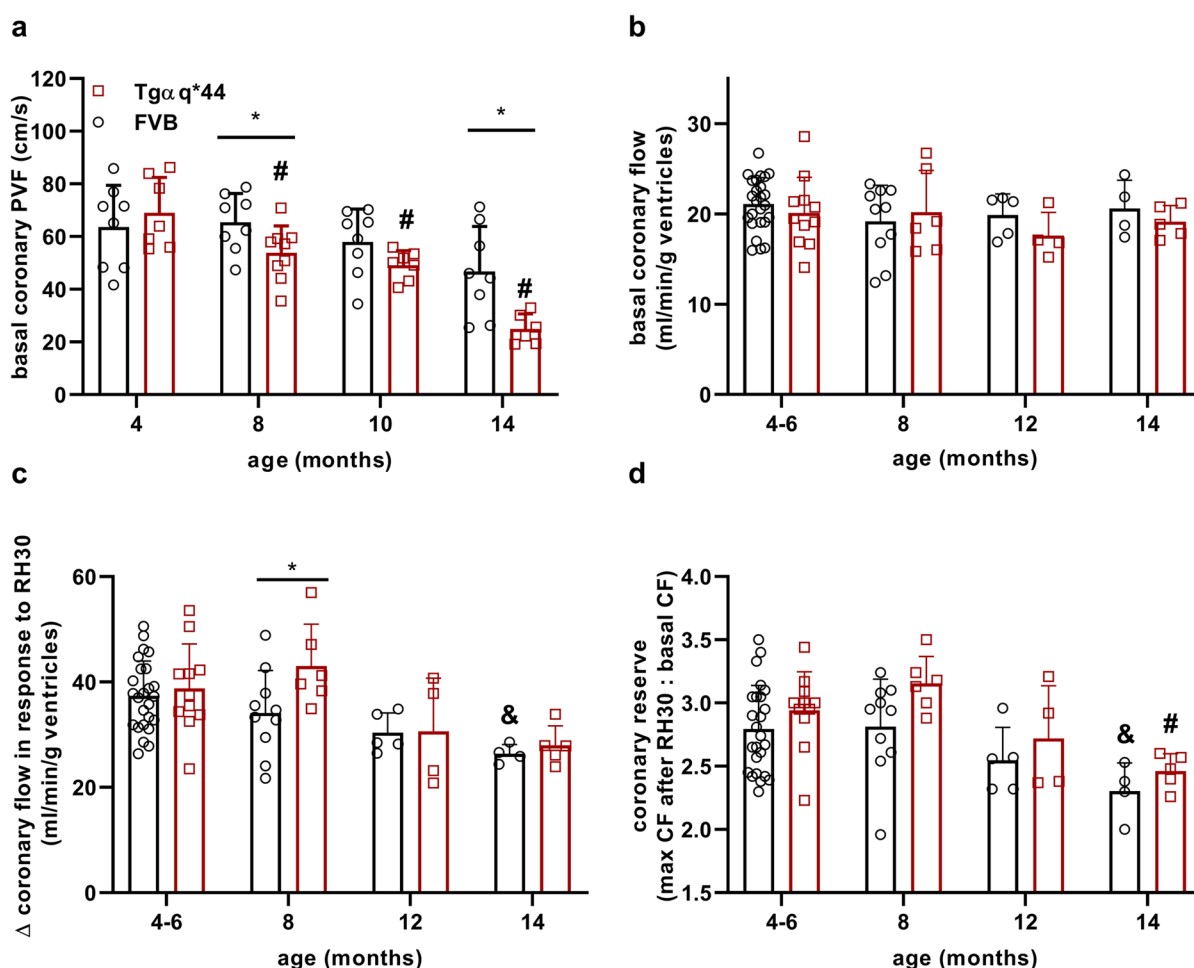 a
120
100
80
60
40
20
0
basal coronary PVF (cm/s)
Tgα q*44
FVB
*
#
#
*
#
4
8
10
14
age (months)
b
30
20
10
0
basal coronary flow
(ml/min/g ventricles)
4-6
8
12
14
age (months)
c
60
40
20
0
Δ coronary flow in response to RH30
(ml/min/g ventricles)
*
&
4-6
8
12
14
age (months)
d
4.0
3.5
3.0
2.5
2.0
1.5
coronary reserve
(max CF after RH30 : basal CF)
&
#
4-6
8
12
14
age (months)